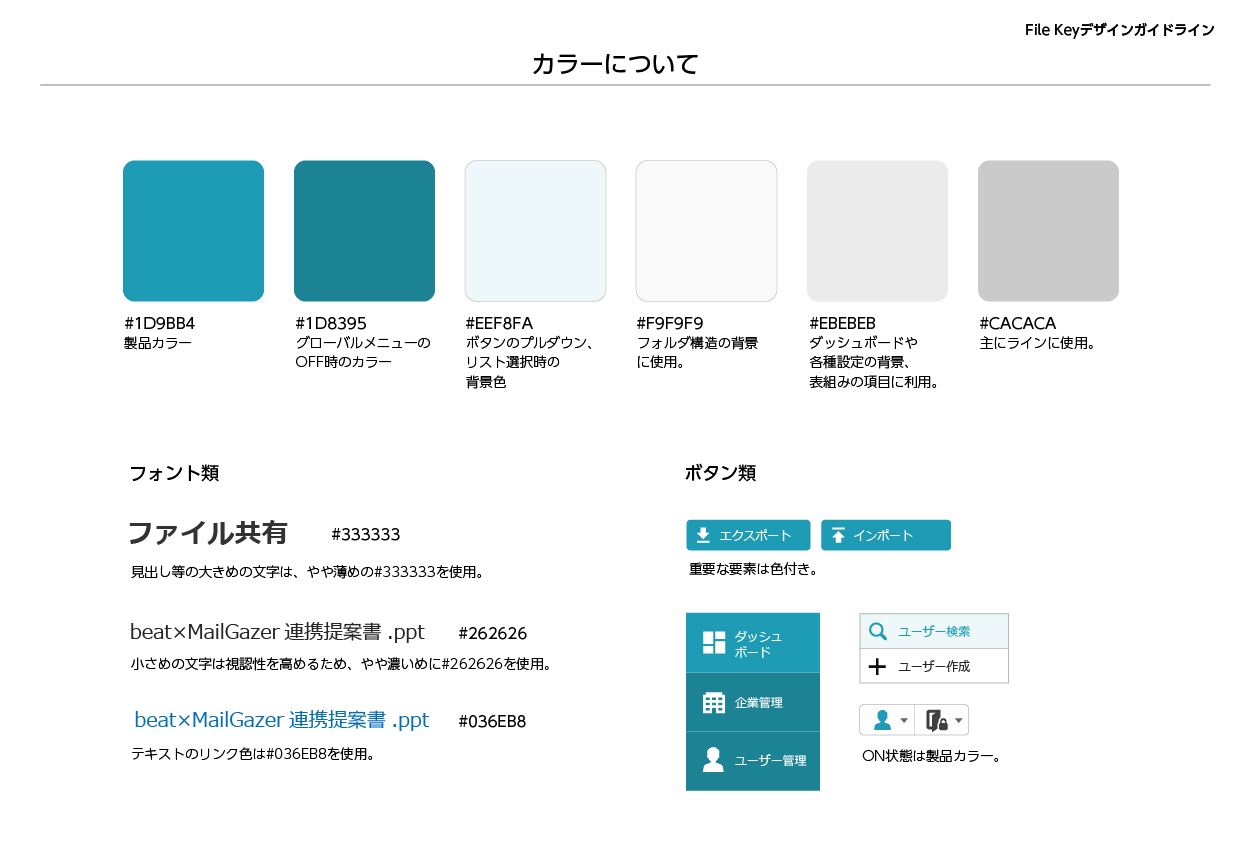 File Keyデザインガイドライン
カラーについて
#1D9BB4
製品カラー
#1D8395
グローバルメニューの
OFF時のカラー
#EEF8FA
ボタンのプルダウン、
リスト選択時の
背景色
#F9F9F9
フォルダ構造の背景
に使用。
#EBEBEB
ダッシュボードや
各種設定の背景、
表組みの項目に利用。
#CACACA
主にラインに使用。
フォント類
ファイル共有 #333333
見出し等の大きめの文字は、やや薄めの#333333を使用。
beat×MailGazer 連携提案書 .ppt #262626
小さめの文字は視認性を高めるため、やや濃いめに#262626を使用。
beat×MailGazer 連携提案書 .ppt #036EB8
テキストのリンク色は#036EB8を使用。
ボタン類
エクスポート インポート
重要な要素は色付き。
ダッシュ
ボード
企業管理
ユーザー管理
ユーザー検索
ユーザー作成
ON状態は製品カラー。